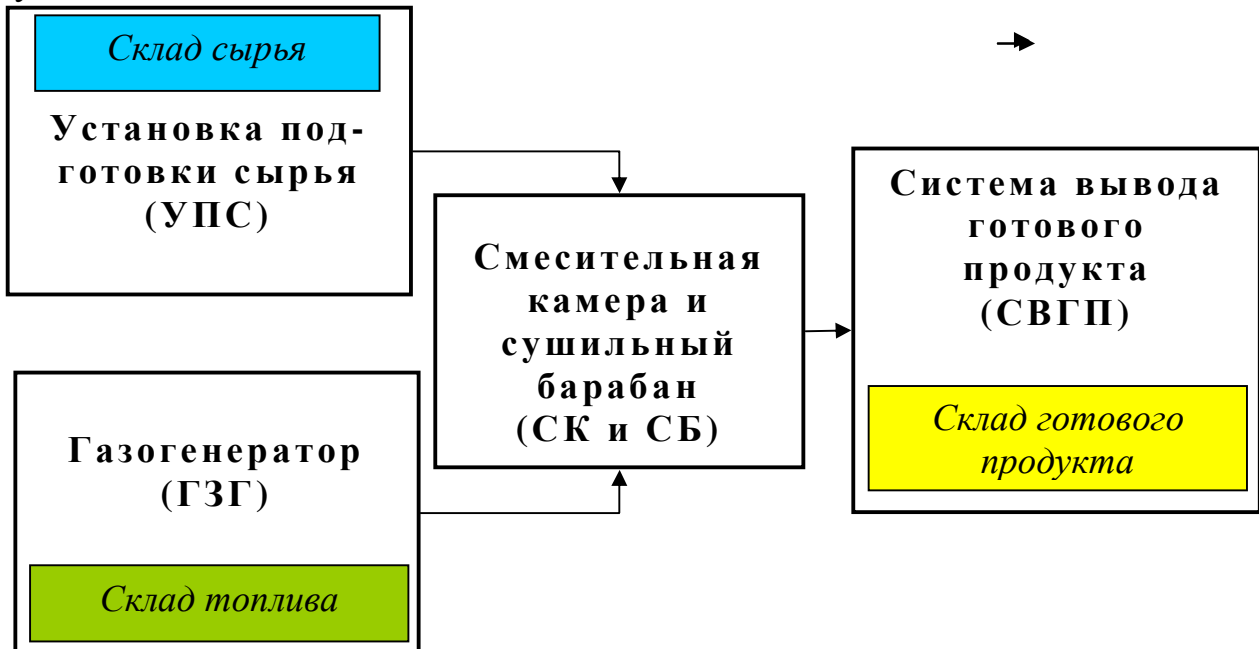 Склад сырья
Установка под-
готовки сырья
(УПС)
Смесительная
камера и
сушильный
барабан
(СК и СБ)
Система вывода
готового
продукта
(СВГП)
Склад готового
продукта
Газогенератор
(ГЗГ)
Склад топлива